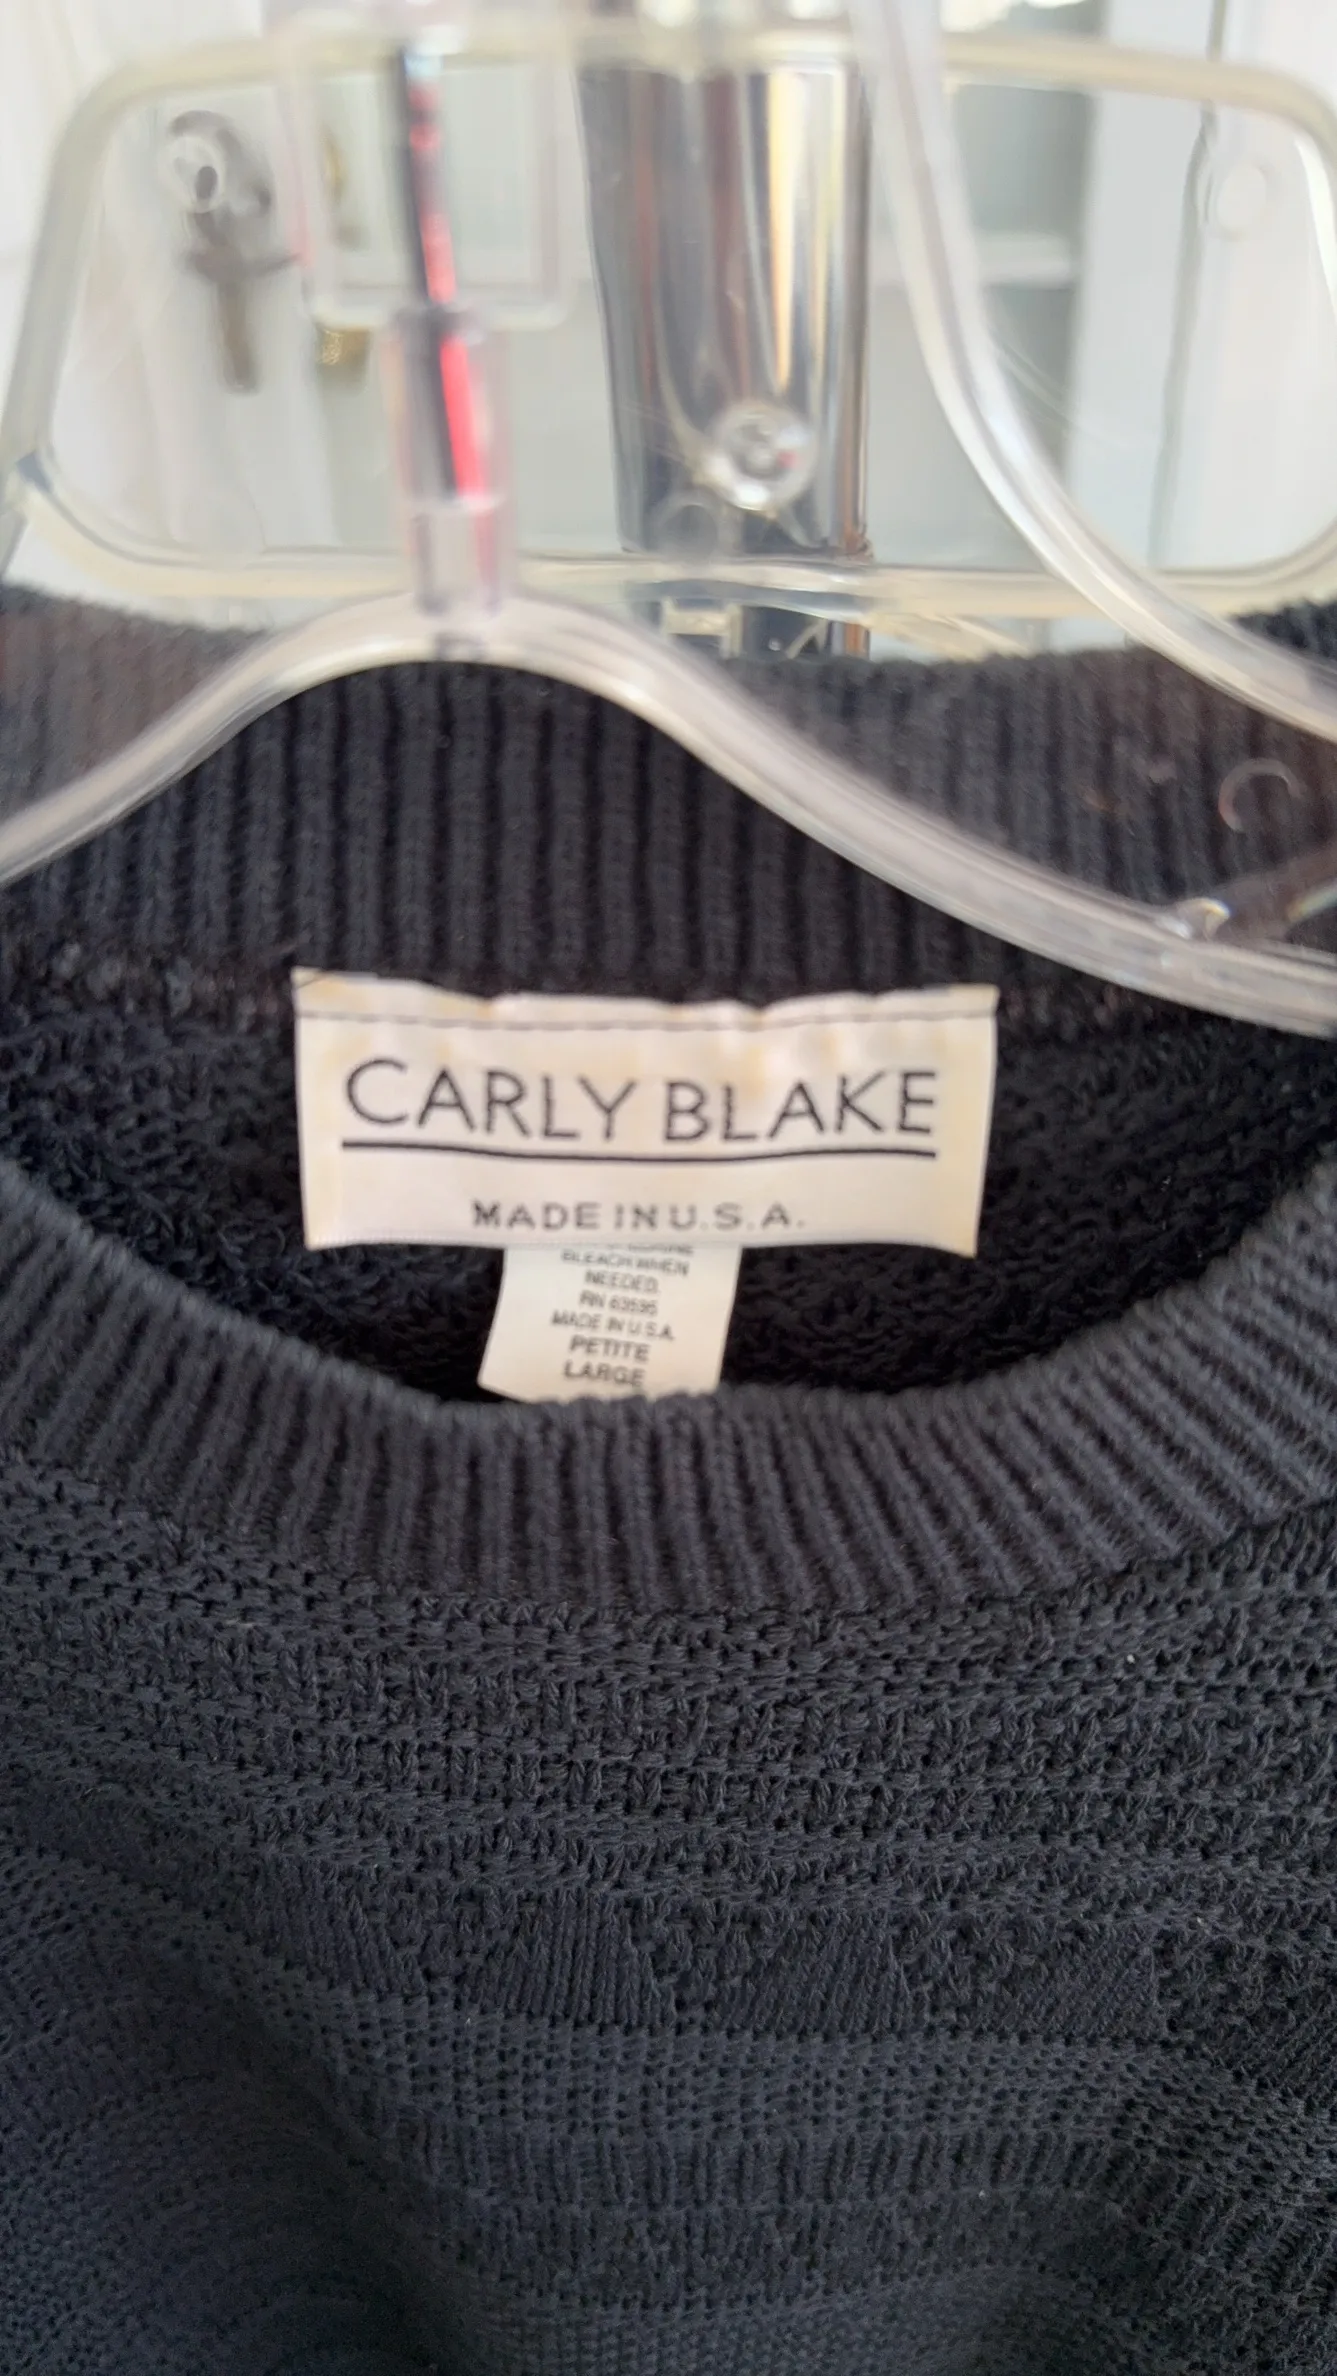 CARLY BLAKE
MADE IN U.S.A.
BLEACH WHEN
NEEDED.
RN 63595
MADE IN U.S.A.
PETITE
LARGE